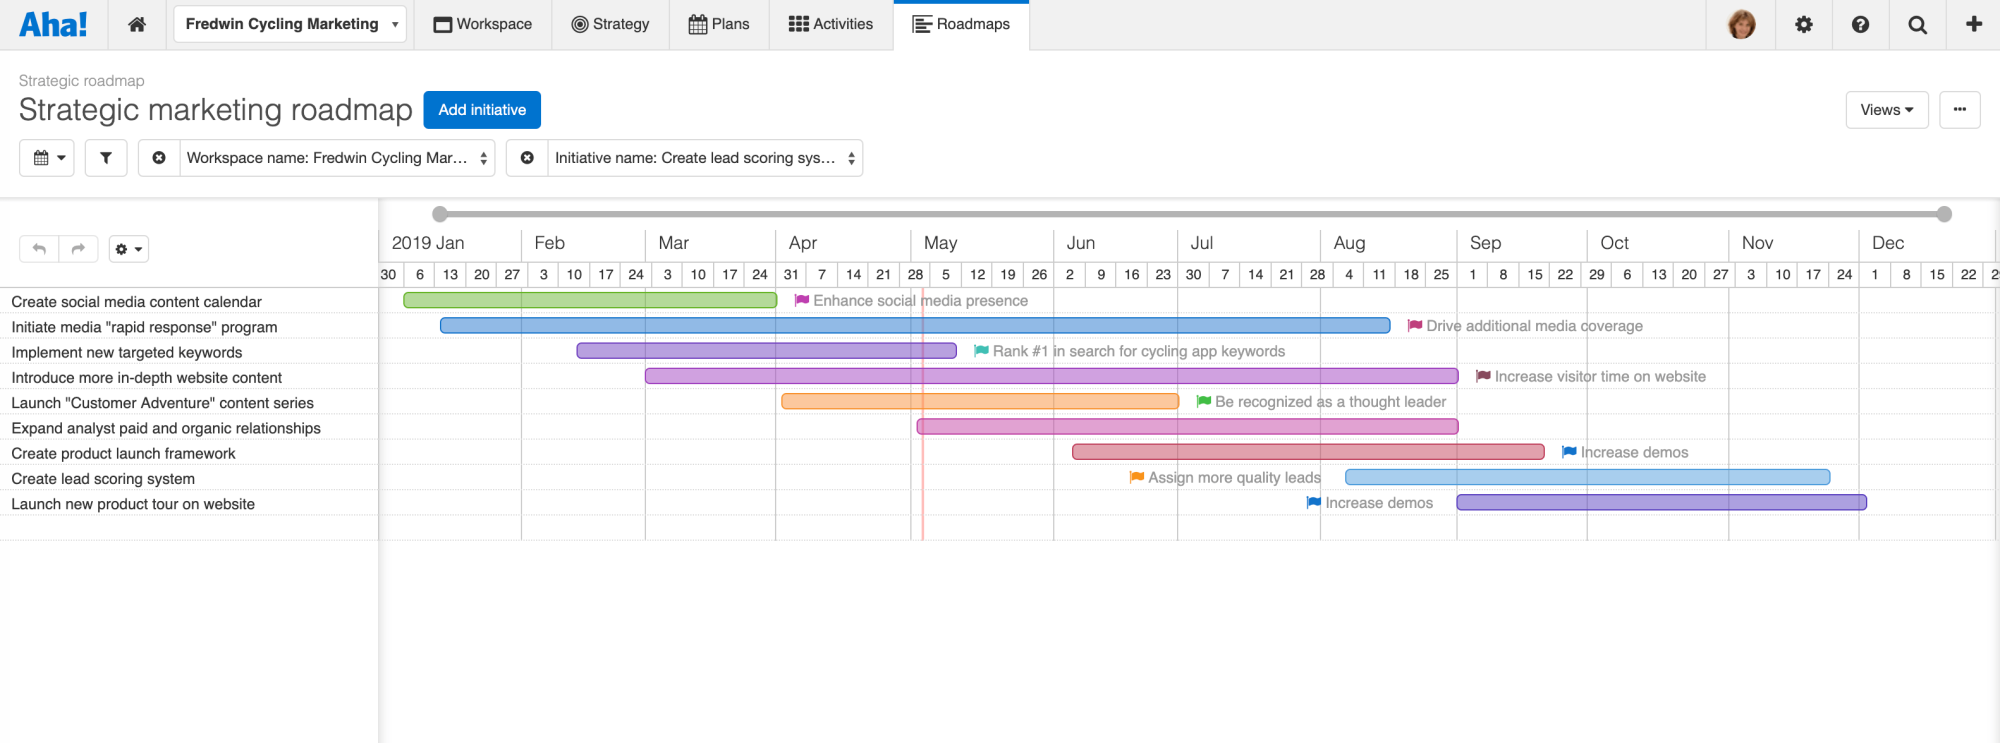 Aha! Fredwin Cycling Marketing Workspace Strategy Plans Activities Roadmaps
Strategic roadmap
Strategic marketing roadmap Add initiative Views
Workspace name: Fredwin Cycling Mar... Initiative name: Create lead scoring sys...
2019 Jan Feb Mar Apr May Jun Jul Aug Sep Oct Nov Dec
30 6 13 20 27 3 10 17 24 3 10 17 24 31 7 14 21 28 5 12 19 26 2 9 16 23 30 7 14 21 28 4 11 18 25 1 8 15 22 29 6 13 20 27 3 10 17 24 1 8 15 22
Create social media content calendar Enhance social media presence
Initiate media "rapid response" program Drive additional media coverage
Implement new targeted keywords Rank #1 in search for cycling app keywords
Introduce more in-depth website content Increase visitor time on website
Launch "Customer Adventure" content series Be recognized as a thought leader
Expand analyst paid and organic relationships
Create product launch framework Increase demos
Create lead scoring system Assign more quality leads
Launch new product tour on website Increase demos